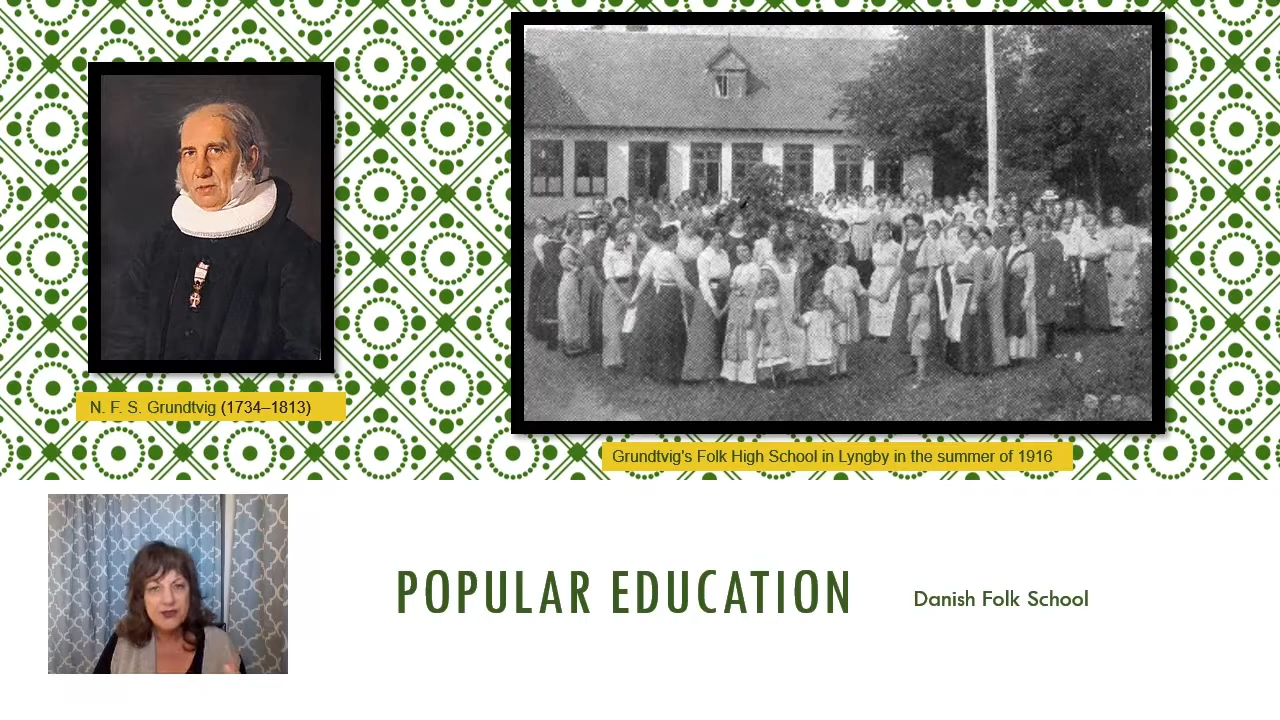 N. F. S. Grundtvig (1734–1813)
Grundtvig's Folk High School in Lyngby in the summer of 1916
POPULAR EDUCATION
Danish Folk School